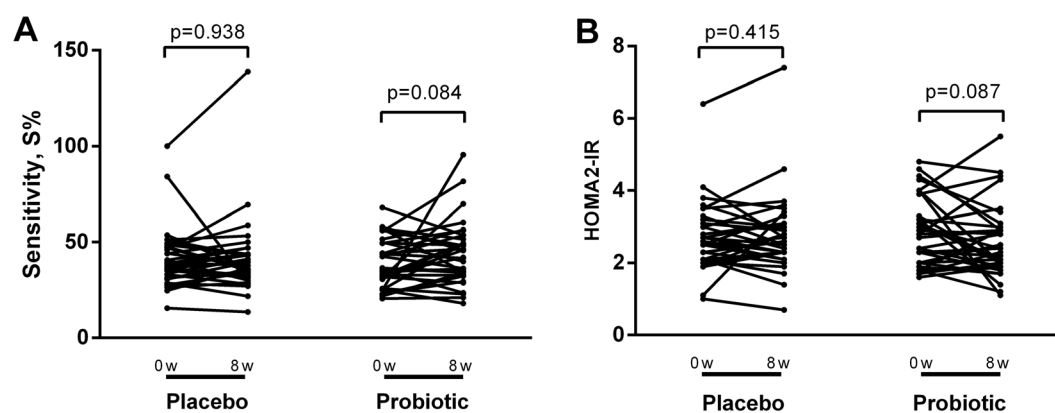 A
Sensitivity, S%
150
100
50
0
p=0.938
p=0.084
0 w 8 w 0 w 8 w
Placebo Probiotic
B
HOMA2-IR
8
6
4
2
0
p=0.415
p=0.087
0 w 8 w 0 w 8 w
Placebo Probiotic